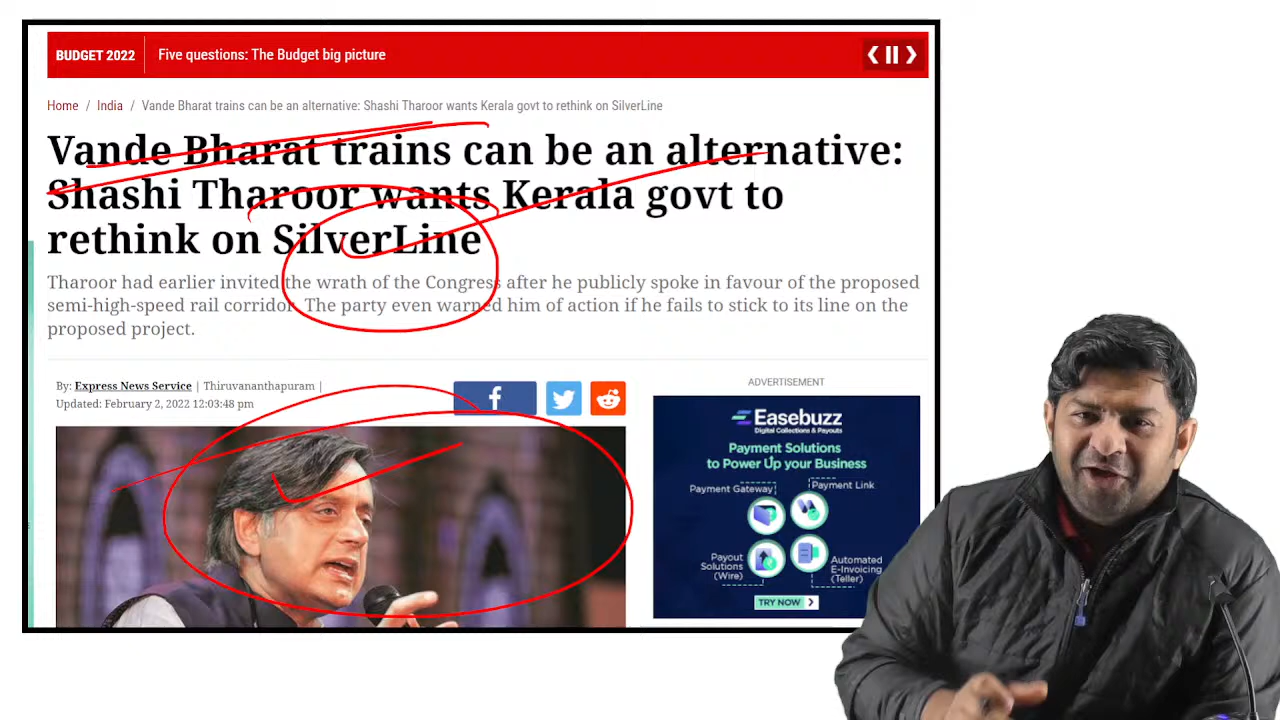 BUDGET 2022 Five questions: The Budget big picture
Home / India / Vande Bharat trains can be an alternative: Shashi Tharoor wants Kerala govt to rethink on SilverLine
Vande Bharat trains can be an alternative:
Shashi Tharoor wants Kerala govt to
rethink on SilverLine
Tharoor had earlier invited the wrath of the Congress after he publicly spoke in favour of the proposed
semi-high-speed rail corridor. The party even warned him of action if he fails to stick to its line on the
proposed project.
By: Express News Service | Thiruvananthapuram |
Updated: February 2, 2022 12:03:48 pm
ADVERTISEMENT
Easebuzz
Digital Collections & Payouts
Payment Solutions
to Power Up your Business
Payment Gateway
Payment Link
Payout
Solutions
(Wire)
Automated
E-Invoicing
(Teller)
TRY NOW